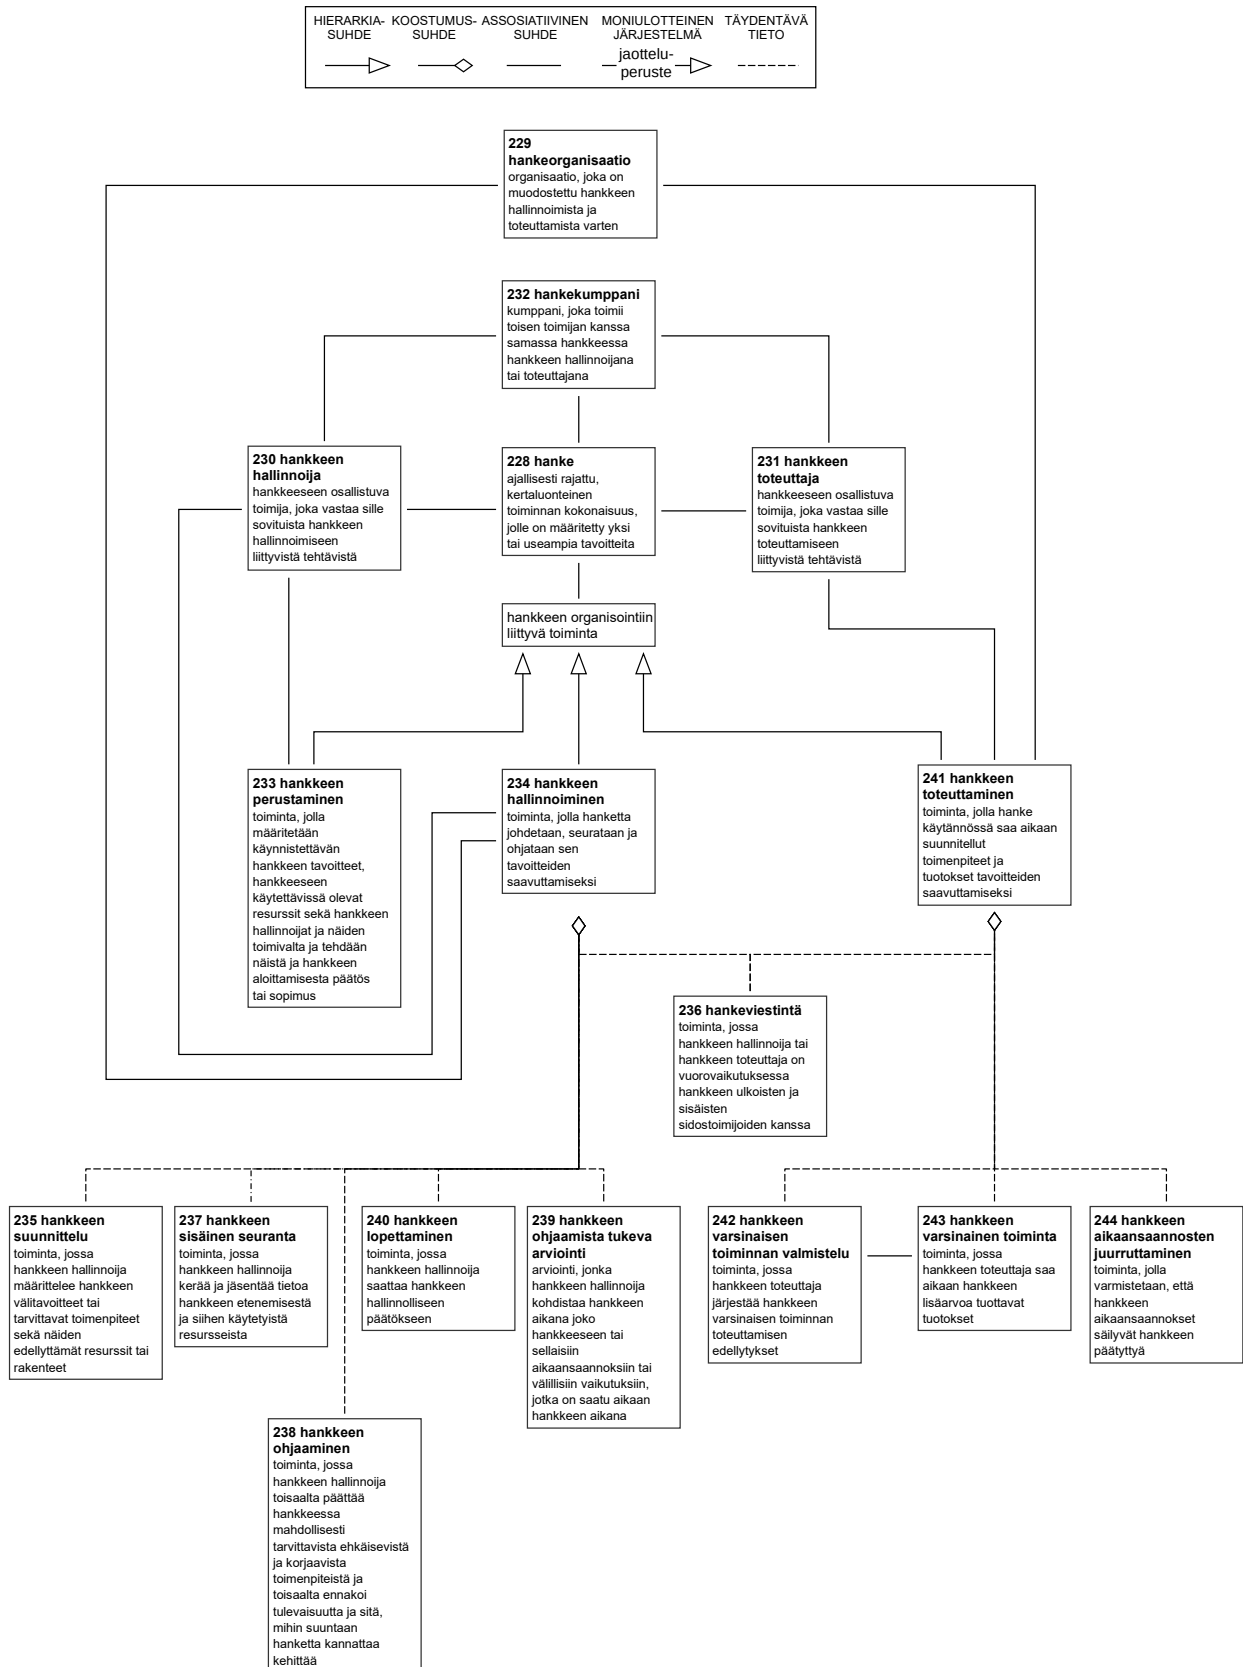 HIERARKIA-
SUHDE
KOOSTUMUS-
SUHDE
ASSOSIATIIVINEN
SUHDE
MONIULOTTEINEN
JÄRJESTELMÄ
TÄYDENTÄVÄ
TIETO
jaottelu-
peruste
229
hankeorganisaatio
organisaatio, joka on
muodostettu hankkeen
hallinnoimista ja
toteuttamista varten
232 hankekumppani
kumppani, joka toimii
toisen toimijan kanssa
samassa hankkeessa
hankkeen hallinnoijana
tai toteuttajana
230 hankkeen
hallinnoija
hankkeeseen osallistuva
toimija, joka vastaa sille
sovituista hankkeen
hallinnoimiseen
liittyvistä tehtävistä
228 hanke
ajallisesti rajattu,
kertaluonteinen
toiminnan kokonaisuus,
jolle on määritetty yksi
tai useampia tavoitteita
231 hankkeen
toteuttaja
hankkeeseen osallistuva
toimija, joka vastaa sille
sovituista hankkeen
toteuttamiseen
liittyvistä tehtävistä
hankkeen organisointiin
liittyvä toiminta
233 hankkeen
perustaminen
toiminta, jolla
määritetään
käynnistettävän
hankkeen tavoitteet,
hankkeeseen
käytettävissä olevat
resurssit sekä hankkeen
hallinnoijat ja näiden
toimivalta ja tehdään
näistä ja hankkeen
aloittamisesta päätös
tai sopimus
234 hankkeen
hallinnoiminen
toiminta, jolla hanketta
johdetaan, seurataan ja
ohjataan sen
tavoitteiden
saavuttamiseksi
241 hankkeen
toteuttaminen
toiminta, jolla hanke
käytännössä saa aikaan
suunnitellut
toimenpiteet ja
tuotokset tavoitteiden
saavuttamiseksi
236 hankeviestintä
toiminta, jossa
hankkeen hallinnoija tai
hankkeen toteuttaja on
vuorovaikutuksessa
hankkeen ulkoisten ja
sisäisten
sidostoimijoiden kanssa
235 hankkeen
suunnittelu
toiminta, jossa
hankkeen hallinnoija
määrittelee hankkeen
välitavoitteet tai
tarvittavat toimenpiteet
sekä näiden
edellyttämät resurssit tai
rakenteet
237 hankkeen
sisäinen seuranta
toiminta, jossa
hankkeen hallinnoija
kerää ja jäsentää tietoa
hankkeen etenemisestä
ja siihen käytetyistä
resursseista
240 hankkeen
lopettaminen
toiminta, jossa
hankkeen hallinnoija
saattaa hankkeen
hallinnolliseen
päätökseen
239 hankkeen
ohjaamista tukeva
arviointi
arviointi, jonka
hankkeen hallinnoija
kohdistaa hankkeen
aikana joko
hankkeeseen tai
sellaisiin
aikaansaannoksiin tai
välillisiin vaikutuksiin,
jotka on saatu aikaan
hankkeen aikana
242 hankkeen
varsinaisen
toiminnan valmistelu
toiminta, jossa
hankkeen toteuttaja
järjestää hankkeen
varsinaisen toiminnan
toteuttamisen
edellytykset
243 hankkeen
varsinainen toiminta
toiminta, jossa
hankkeen toteuttaja saa
aikaan hankkeen
lisäarvoa tuottavat
tuotokset
244 hankkeen
aikaansaannosten
juurruttaminen
toiminta, jolla
varmistetaan, että
hankkeen
aikaansaannokset
säilyvät hankkeen
päätyttyä
238 hankkeen
ohjaaminen
toiminta, jossa
hankkeen hallinnoija
toisaalta päättää
hankkeessa
mahdollisesti
tarvittavista ehkäisevistä
ja korjaavista
toimenpiteistä ja
toisaalta ennakoi
tulevaisuutta ja sitä,
mihin suuntaan
hanketta kannattaa
kehittää